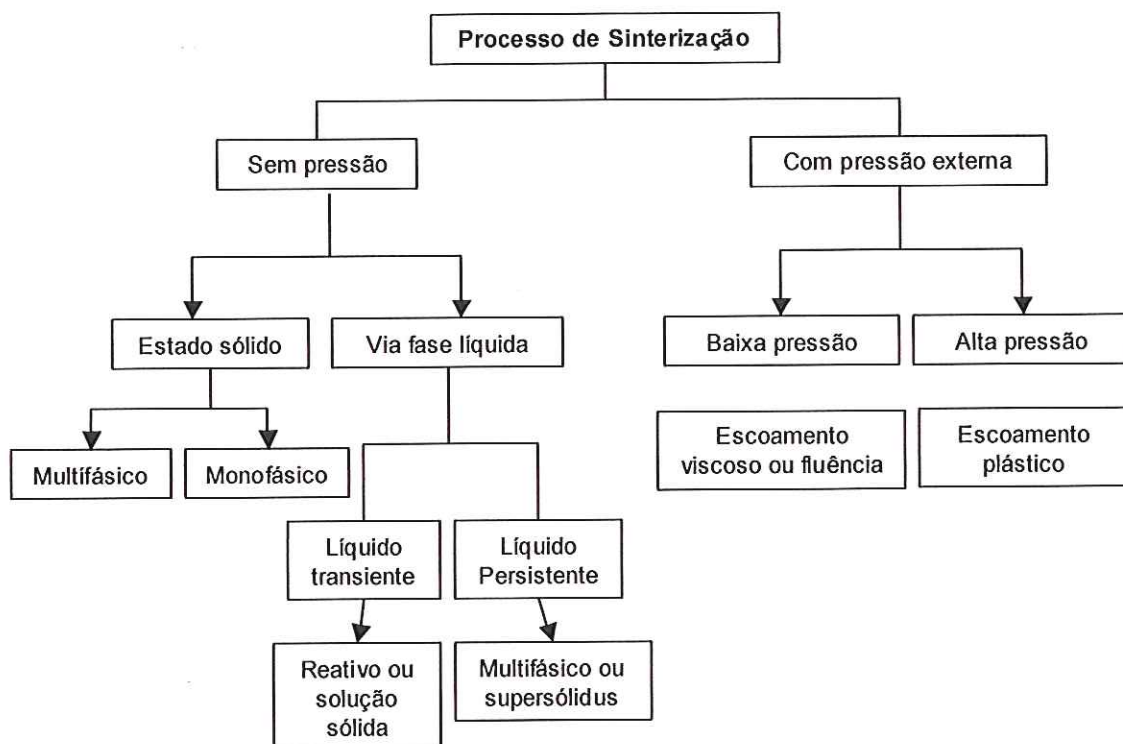 Processo de Sinterização
Sem pressão
Com pressão externa
Estado sólido
Via fase líquida
Baixa pressão
Alta pressão
Multifásico
Monofásico
Escoamento
viscoso ou fluência
Escoamento
plástico
Líquido
transiente
Líquido
Persistente
Reativo ou
solução
sólida
Multifásico ou
supersólidus